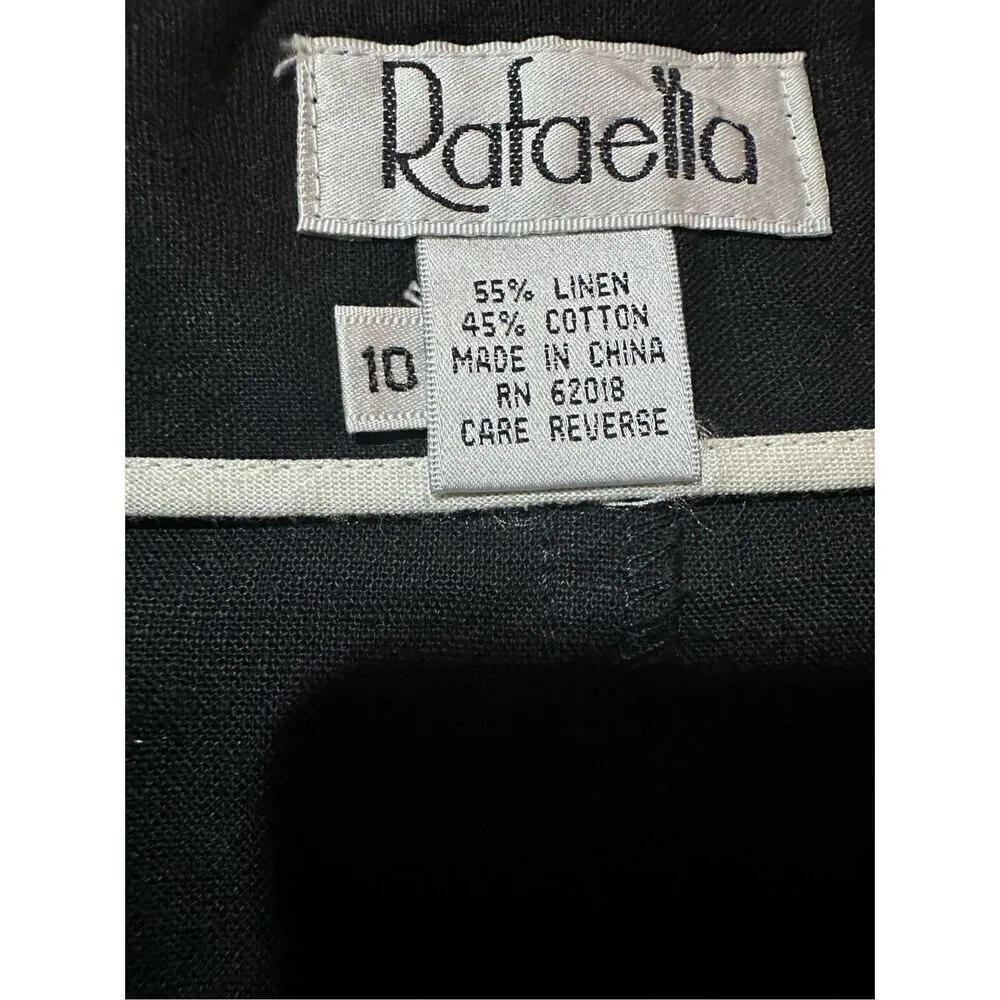 Rafaella
10
55% LINEN
45% COTTON
MADE IN CHINA
RN 62018
CARE REVERSE